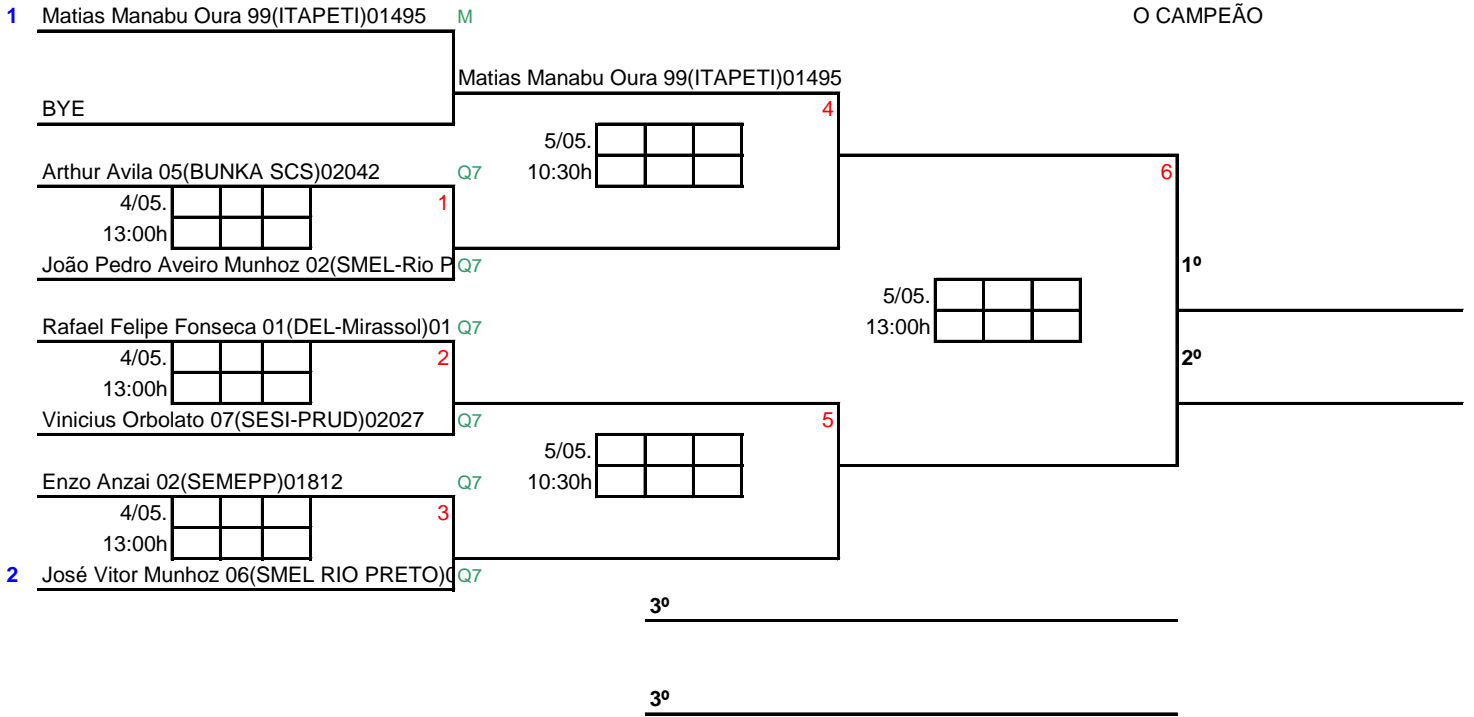 1 Matias Manabu Oura 99(ITAPETI)01495 M O CAMPEÃO
Matias Manabu Oura 99(ITAPETI)01495
BYE 4
5/05.
Arthur Avila 05(BUNKA SCS)02042 Q7 10:30h 6
4/05. 1
13:00h
João Pedro Aveiro Munhoz 02(SMEL-Rio P Q7 1º
5/05.
Rafael Felipe Fonseca 01(DEL-Mirassol)01 Q7 13:00h
4/05. 2 2º
13:00h
Vinicius Orbolato 07(SESI-PRUD)02027 Q7 5
5/05.
Enzo Anzai 02(SEMEPP)01812 Q7 10:30h
4/05. 3
13:00h
2 José Vitor Munhoz 06(SMEL RIO PRETO) Q7
3º
3º